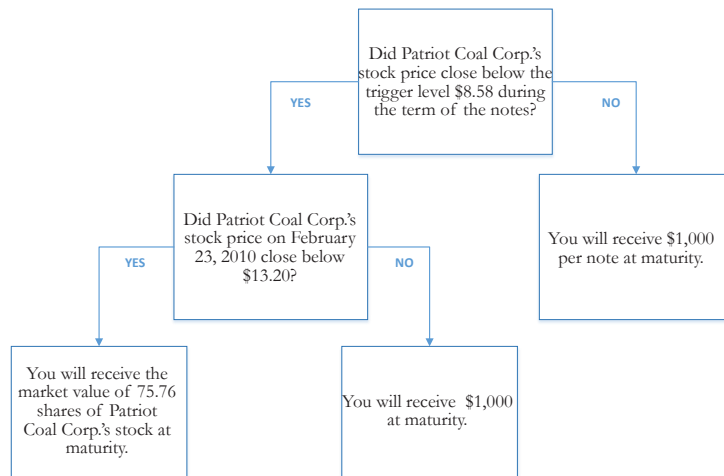 Did Patriot Coal Corp.'s
stock price close below the
trigger level $8.58 during
the term of the notes?
YES
NO
Did Patriot Coal Corp.'s
stock price on February
23, 2010 close below
$13.20?
You will receive $1,000
per note at maturity.
YES
NO
You will receive the
market value of 75.76
shares of Patriot
Coal Corp.'s stock at
maturity.
You will receive $1,000
at maturity.